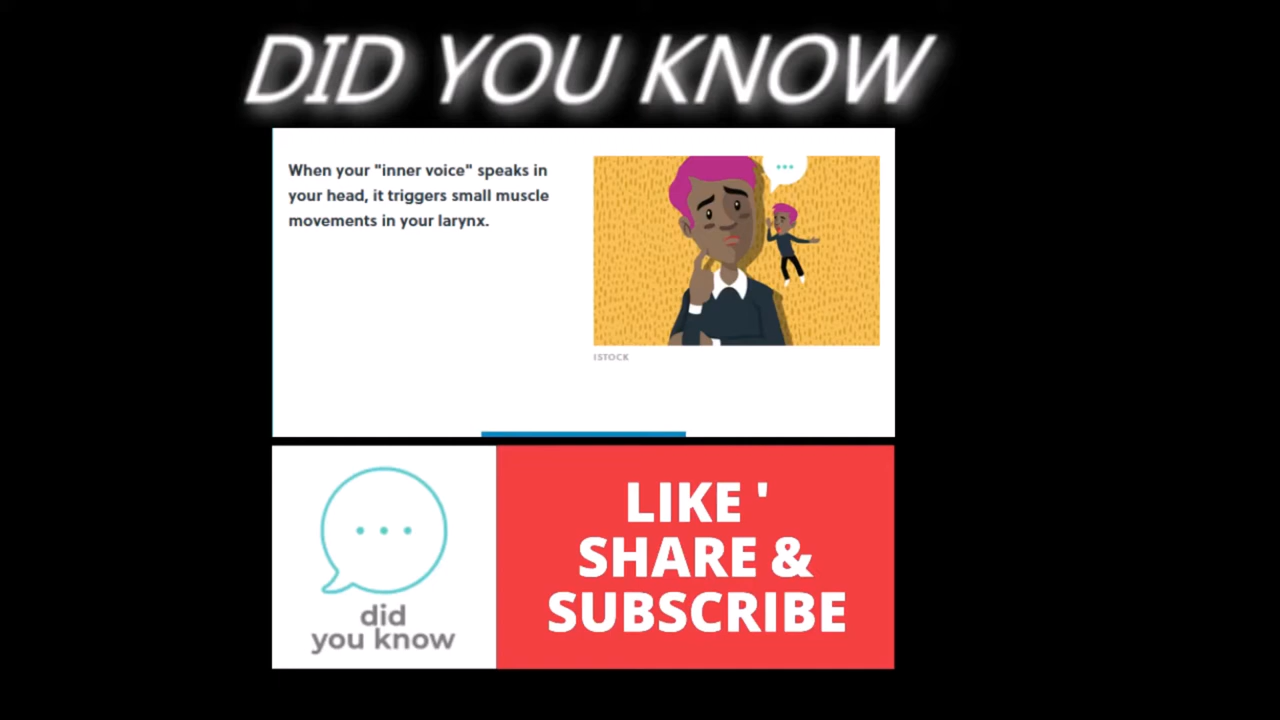 DID YOU KNOW
When your "inner voice" speaks in
your head, it triggers small muscle
movements in your larynx.
ISTOCK
did
you know
LIKE '
SHARE &
SUBSCRIBE